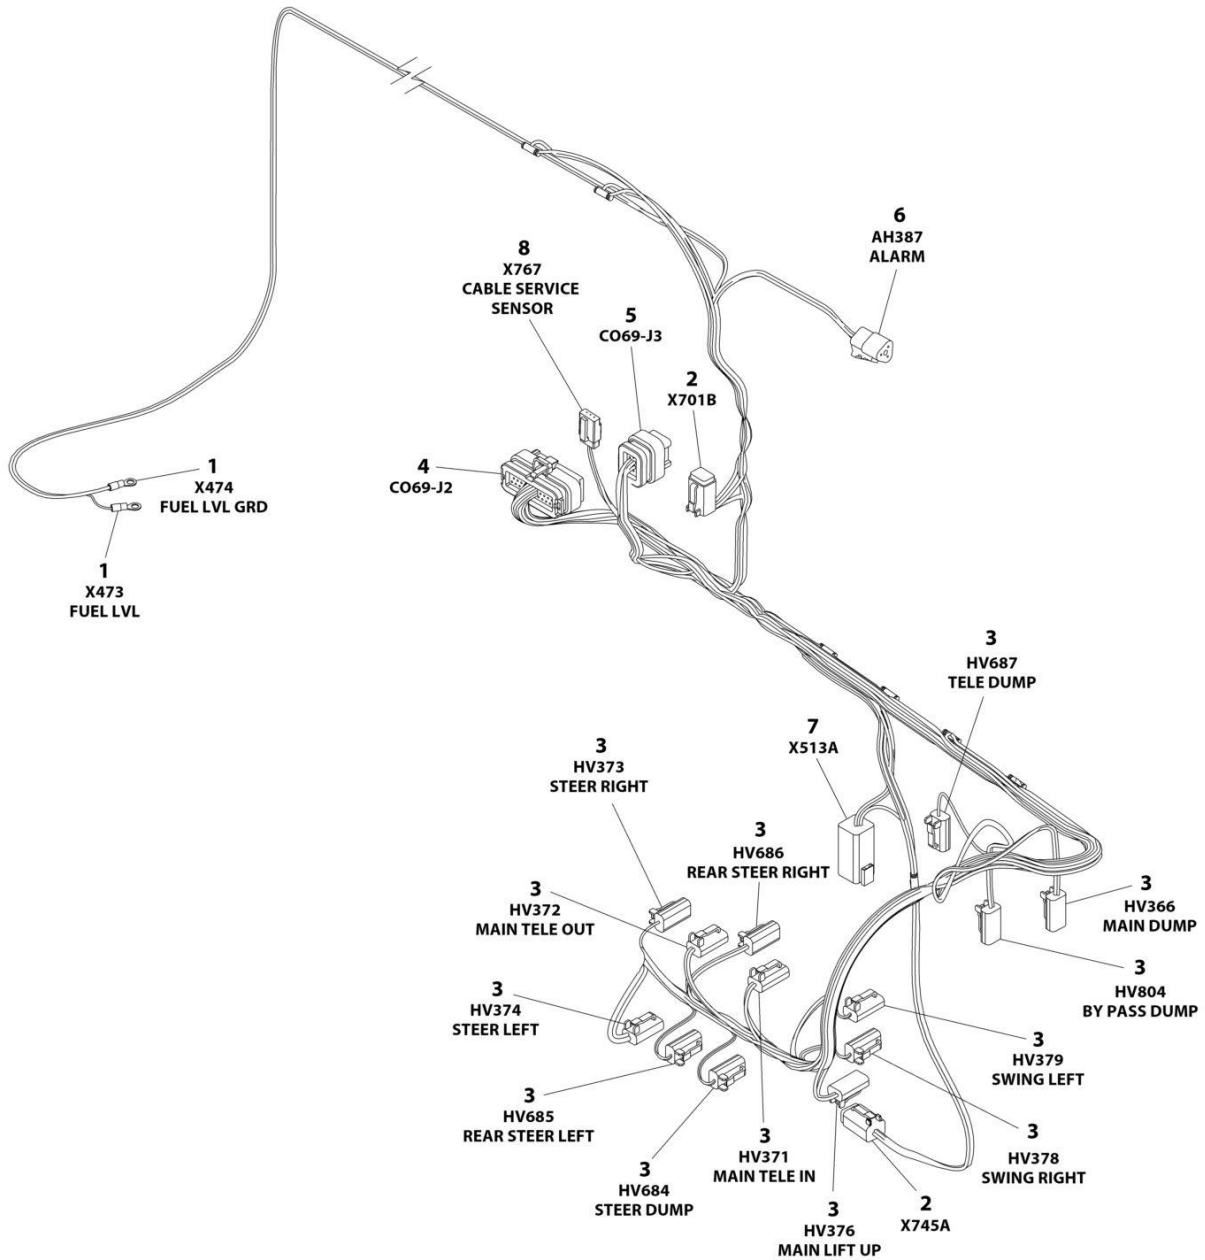 6
AH387
ALARM
8
X767
CABLE SERVICE
SENSOR
5
CO69-J3
2
X701B
4
CO69-J2
1
X474
FUEL LVL GRD
1
X473
FUEL LVL
3
HV687
TELE DUMP
7
X513A
3
HV373
STEER RIGHT
3
HV686
REAR STEER RIGHT
3
HV372
MAIN TELE OUT
3
HV366
MAIN DUMP
3
HV804
BY PASS DUMP
3
HV374
STEER LEFT
3
HV379
SWING LEFT
3
HV685
REAR STEER LEFT
3
HV378
SWING RIGHT
3
HV371
MAIN TELE IN
3
HV684
STEER DUMP
2
X745A
3
HV376
MAIN LIFT UP